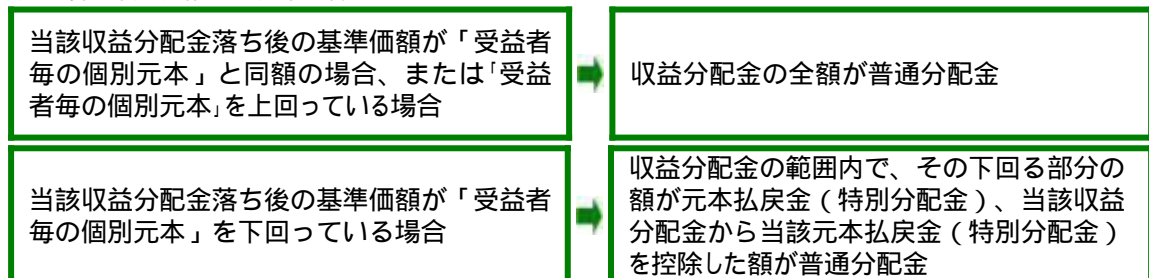 当該収益分配金落ち後の基準価額が「受益者
毎の個別元本」と同額の場合、または「受益
者毎の個別元本」を上回っている場合
収益分配金の全額が普通分配金
当該収益分配金落ち後の基準価額が「受益者
毎の個別元本」を下回っている場合
収益分配金の範囲内で、その下回る部分の
額が元本払戻金（特別分配金）、当該収益
分配金から当該元本払戻金（特別分配金）
を控除した額が普通分配金